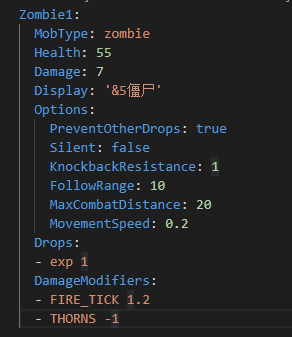 Zombie1:
  MobType: zombie
  Health: 55
  Damage: 7
  Display: '&5僵尸'
  Options:
    PreventOtherDrops: true
    Silent: false
    KnockbackResistance: 1
    FollowRange: 10
    MaxCombatDistance: 20
    MovementSpeed: 0.2
  Drops:
  - exp 1
  DamageModifiers:
  - FIRE_TICK 1.2
  - THORNS -1